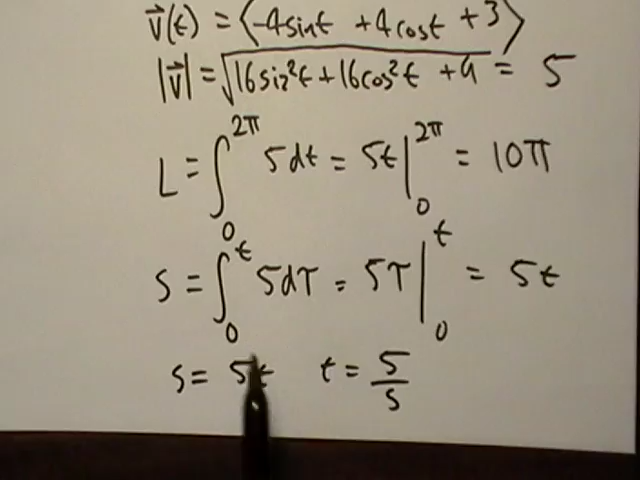 v⃗(t) = ⟨-4sint +4cost +3⟩
|v⃗| = √(16sin²t + 16cos²t + 9) = 5
L = ∫₀^2π 5dt = 5t |₀^2π = 10π
S = ∫₀^t 5dτ = 5τ |₀^t = 5t
s = 5t t = 5/s